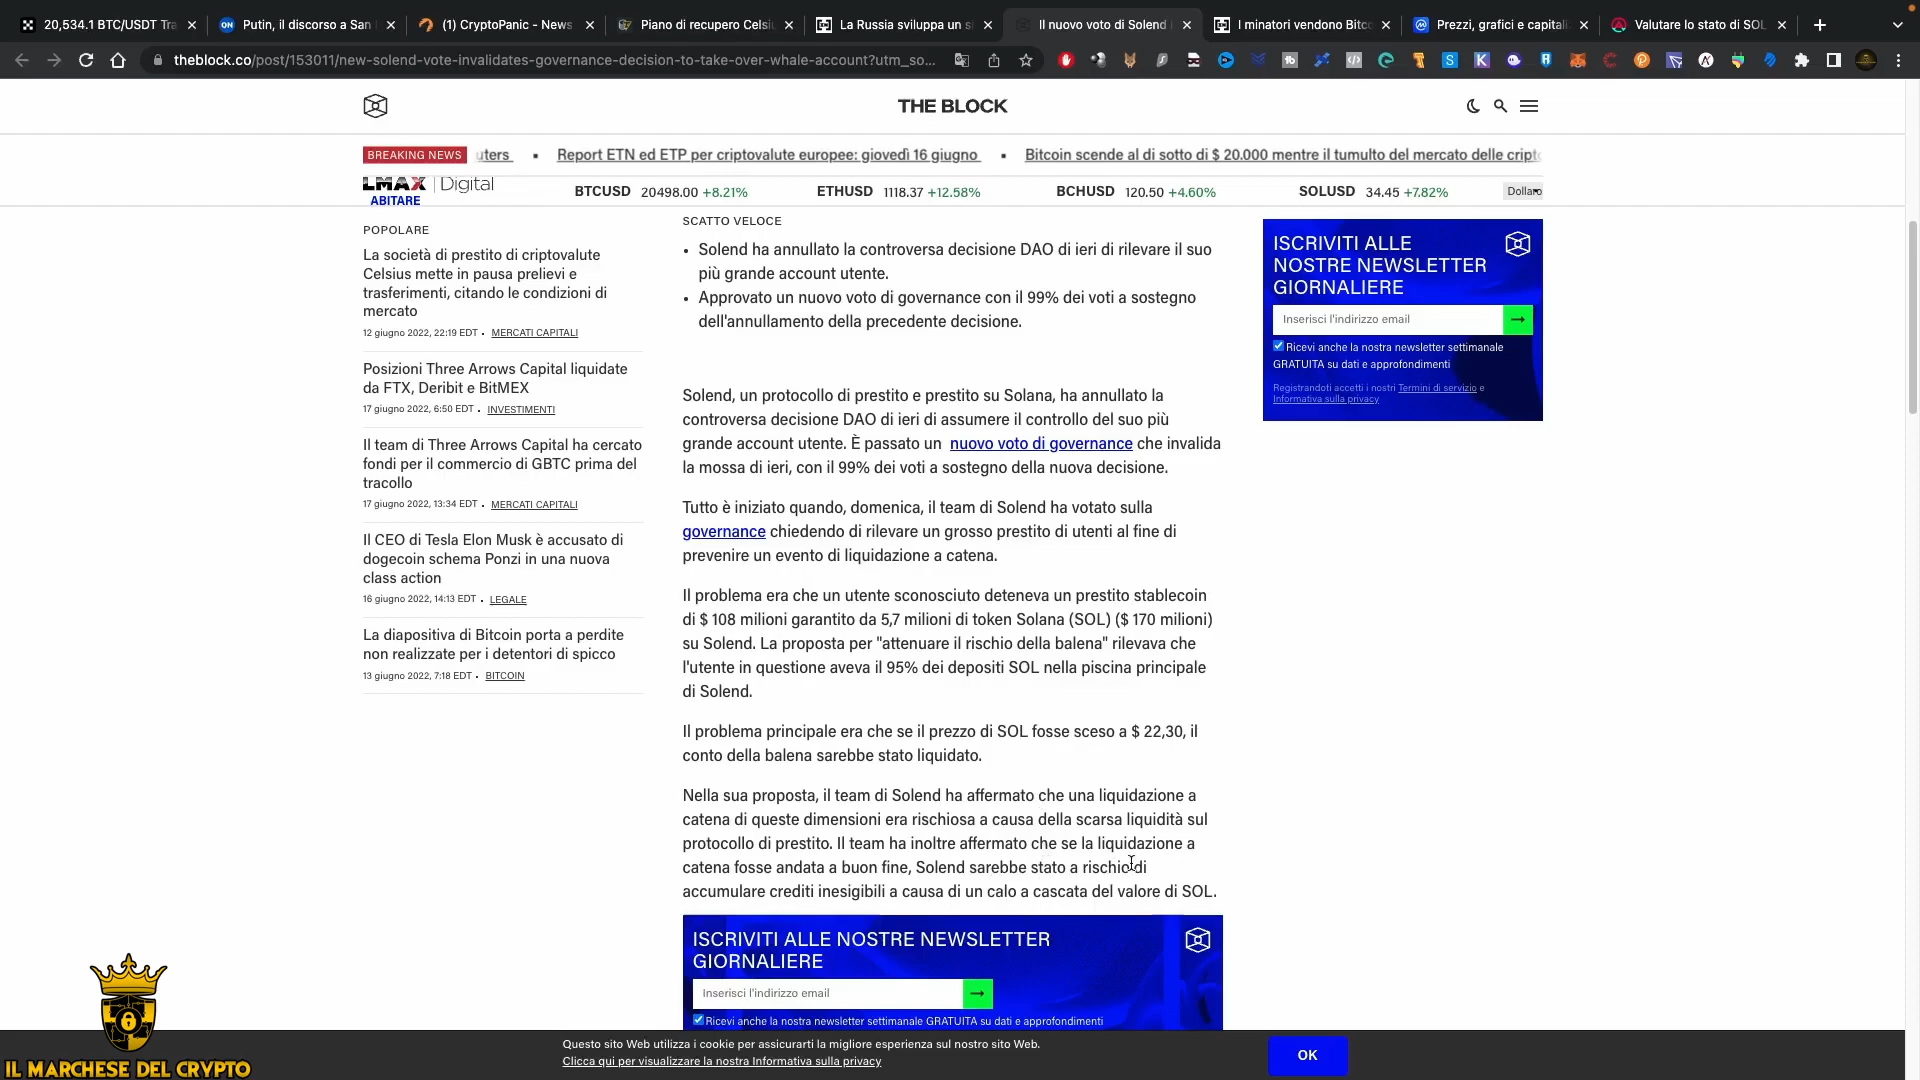 20,534.1 BTC/USDT Tra
Putin, il discorso a San
(1) CryptoPanic - News
Piano di recupero Celsi
La Russia sviluppa un si
Il nuovo voto di Solend
I minatori vendono Bitco
Prezzi, grafici e capitali
Valutare lo stato di SOL
theblock.co/post/153011/new-solend-vote-invalidates-governance-decision-to-take-over-whale-account?utm_so...
THE BLOCK
BREAKING NEWS
uters
Report ETN ed ETP per criptovalute europee: giovedì 16 giugno
Bitcoin scende al di sotto di $ 20.000 mentre il tumulto del mercato delle cripto
LMAX Digital
ABITARE
BTCUSD 20498.00 +8.21%
ETHUSD 1118.37 +12.58%
BCHUSD 120.50 +4.60%
SOLUSD 34.45 +7.82%
Dollaro
POPOLARE
La società di prestito di criptovalute
Celsius mette in pausa prelievi e
trasferimenti, citando le condizioni di
mercato
12 giugno 2022, 22:19 EDT • MERCATI CAPITALI
Posizioni Three Arrows Capital liquidate
da FTX, Deribit e BitMEX
17 giugno 2022, 6:50 EDT • INVESTIMENTI
Il team di Three Arrows Capital ha cercato
fondi per il commercio di GBTC prima del
tracollo
17 giugno 2022, 13:34 EDT • MERCATI CAPITALI
Il CEO di Tesla Elon Musk è accusato di
dogecoin schema Ponzi in una nuova
class action
16 giugno 2022, 14:13 EDT • LEGALE
La diapositiva di Bitcoin porta a perdite
non realizzate per i detentori di spicco
13 giugno 2022, 7:18 EDT • BITCOIN
SCATTO VELOCE
• Solend ha annullato la controversa decisione DAO di ieri di rilevare il suo
più grande account utente.
• Approvato un nuovo voto di governance con il 99% dei voti a sostegno
dell'annullamento della precedente decisione.
Solend, un protocollo di prestito e prestito su Solana, ha annullato la
controversa decisione DAO di ieri di assumere il controllo del suo più
grande account utente. È passato un nuovo voto di governance che invalida
la mossa di ieri, con il 99% dei voti a sostegno della nuova decisione.
Tutto è iniziato quando, domenica, il team di Solend ha votato sulla
governance chiedendo di rilevare un grosso prestito di utenti al fine di
prevenire un evento di liquidazione a catena.
Il problema era che un utente sconosciuto deteneva un prestito stablecoin
di $ 108 milioni garantito da 5,7 milioni di token Solana (SOL) ($ 170 milioni)
su Solend. La proposta per "attenuare il rischio della balena" rilevava che
l'utente in questione aveva il 95% dei depositi SOL nella piscina principale
di Solend.
Il problema principale era che se il prezzo di SOL fosse sceso a $ 22,30, il
conto della balena sarebbe stato liquidato.
Nella sua proposta, il team di Solend ha affermato che una liquidazione a
catena di queste dimensioni era rischiosa a causa della scarsa liquidità sul
protocollo di prestito. Il team ha inoltre affermato che se la liquidazione a
catena fosse andata a buon fine, Solend sarebbe stato a rischio di
accumulare crediti inesigibili a causa di un calo a cascata del valore di SOL.
ISCRIVITI ALLE NOSTRE NEWSLETTER
GIORNALIERE
Inserisci l'indirizzo email
Ricevi anche la nostra newsletter settimanale GRATUITA su dati e approfondimenti
ISCRIVITI ALLE
NOSTRE NEWSLETTER
GIORNALIERE
Inserisci l'indirizzo email
Ricevi anche la nostra newsletter settimanale
GRATUITA su dati e approfondimenti
Registrandoti accetti i nostri Termini di servizio e
Informativa sulla privacy
IL MARCHESE DEL CRYPTO
Questo sito Web utilizza i cookie per assicurarti la migliore esperienza sul nostro sito Web.
Clicca qui per visualizzare la nostra Informativa sulla privacy
OK